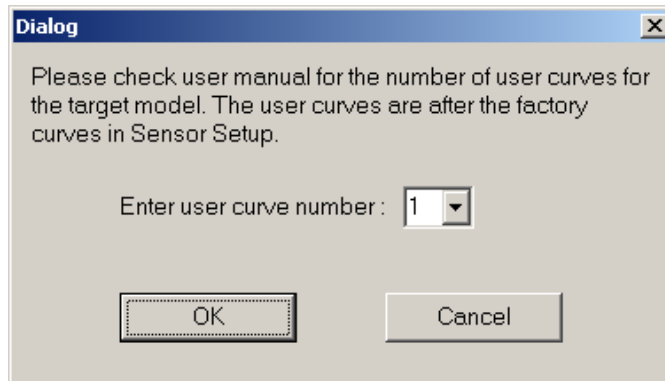 Dialog
Please check user manual for the number of user curves for
the target model. The user curves are after the factory
curves in Sensor Setup.
Enter user curve number : 1
OK Cancel